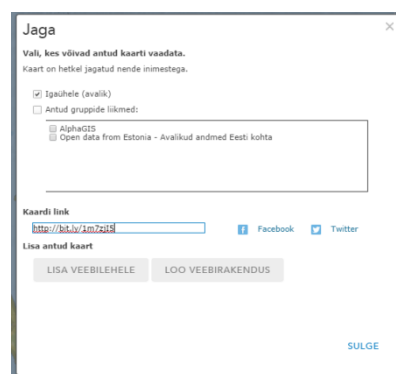 Jaga
Vali, kes võivad antud kaarti vaadata.
Kaart on hetkel jagatud nende inimestega.
Igaühele (avalik)
Antud gruppide liikmed:
AlphaGIS
Open data from Estonia - Avalikud andmed Eesti kohta
Kaardi link
http://bit.ly/1m7zjI5 Facebook Twitter
Lisa antud kaart
LISA VEEBILEHELE LOO VEEBIRAKENDUS
SULGE